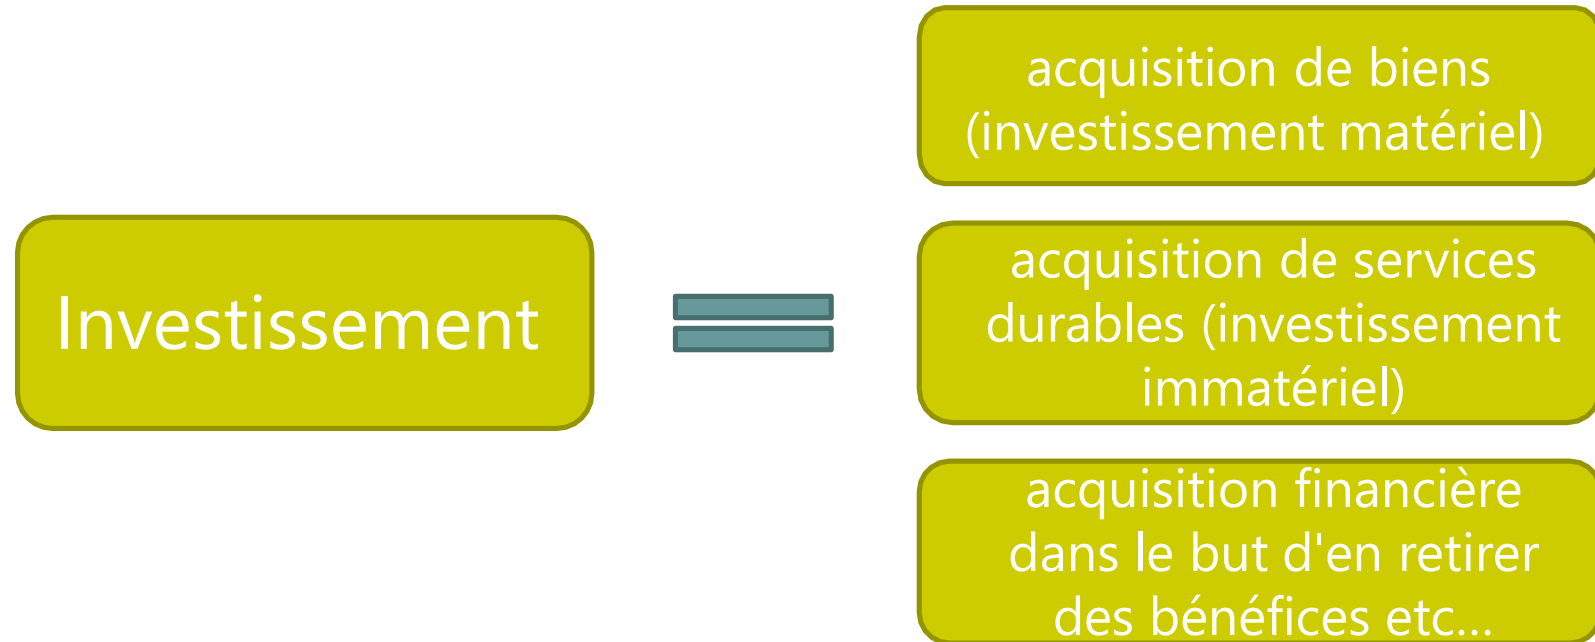 Investissement
acquisition de biens
(investissement matériel)
acquisition de services
durables (investissement
immatériel)
acquisition financière
dans le but d'en retirer
des bénéfices etc...